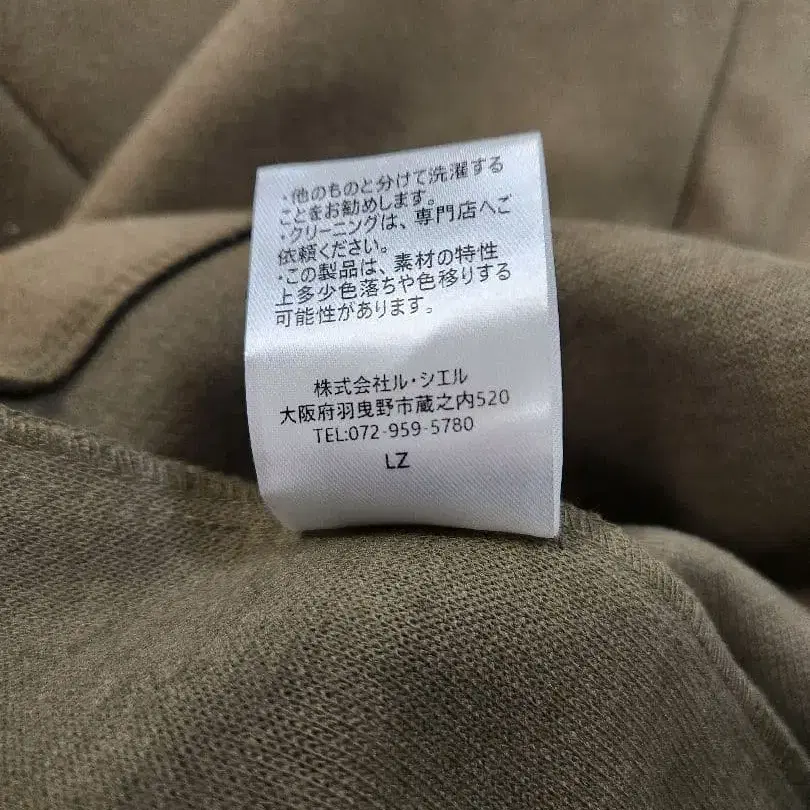 ・他のものと分けて洗濯する
ことをお勧めします。
・クリーニングは、専門店へご
依頼ください。
・この製品は、素材の特性
上多少色落ちや色移りする
可能性があります。
株式会社ル・シエル
大阪府羽曳野市蔵之内520
TEL:072-959-5780
LZ